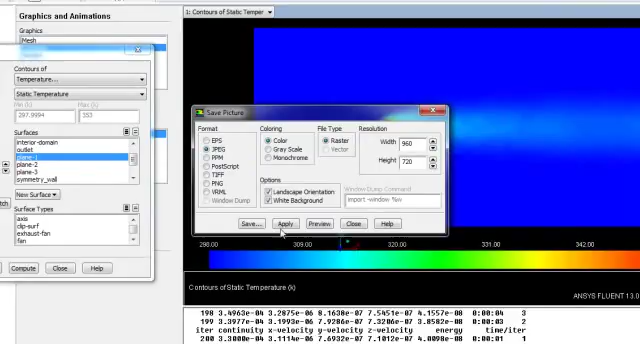 Graphics and Animations
1: Contours of Static Temper
Graphics
Mesh
Contours of
Temperature...
Static Temperature
Min (k) Max (k)
297.9994 353
Surfaces
interior-domain
outlet
plane-1
plane-2
plane-3
symmetry_wall
New Surface
tch
Surface Types
axis
clip-surf
exhaust-fan
fan
Compute Close Help
Save Picture
Format
EPS
JPEG
PPM
PostScript
TIFF
PNG
VRML
Window Dump
Coloring
Color
Gray Scale
Monochrome
File Type
Raster
Vector
Resolution
Width 960
Height 720
Options
Landscape Orientation
White Background
Window Dump Command
import -window %w
Save... Apply Preview Close Help
298.00 309.00 320.00 331.00 342.00
Contours of Static Temperature (k)
ANSYS FLUENT 13.0
198 3.4963e-04 3.2875e-06 8.1638e-07 7.5451e-07 4.1557e-08 0:00:04 3
199 3.3977e-04 3.1993e-06 7.9286e-07 7.3206e-07 3.8582e-08 0:00:03 2
iter continuity x-velocity y-velocity z-velocity energy time/iter
200 3.3000e-04 3.1114e-06 7.6932e-07 7.1012e-07 4.0098e-08 0:00:01 1